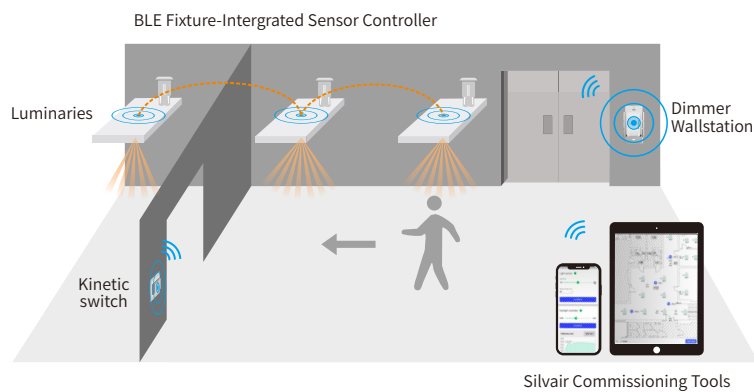 BLE Fixture-Intergrated Sensor Controller
Luminaries
Dimmer
Wallstation
Kinetic
switch
Silvair Commissioning Tools